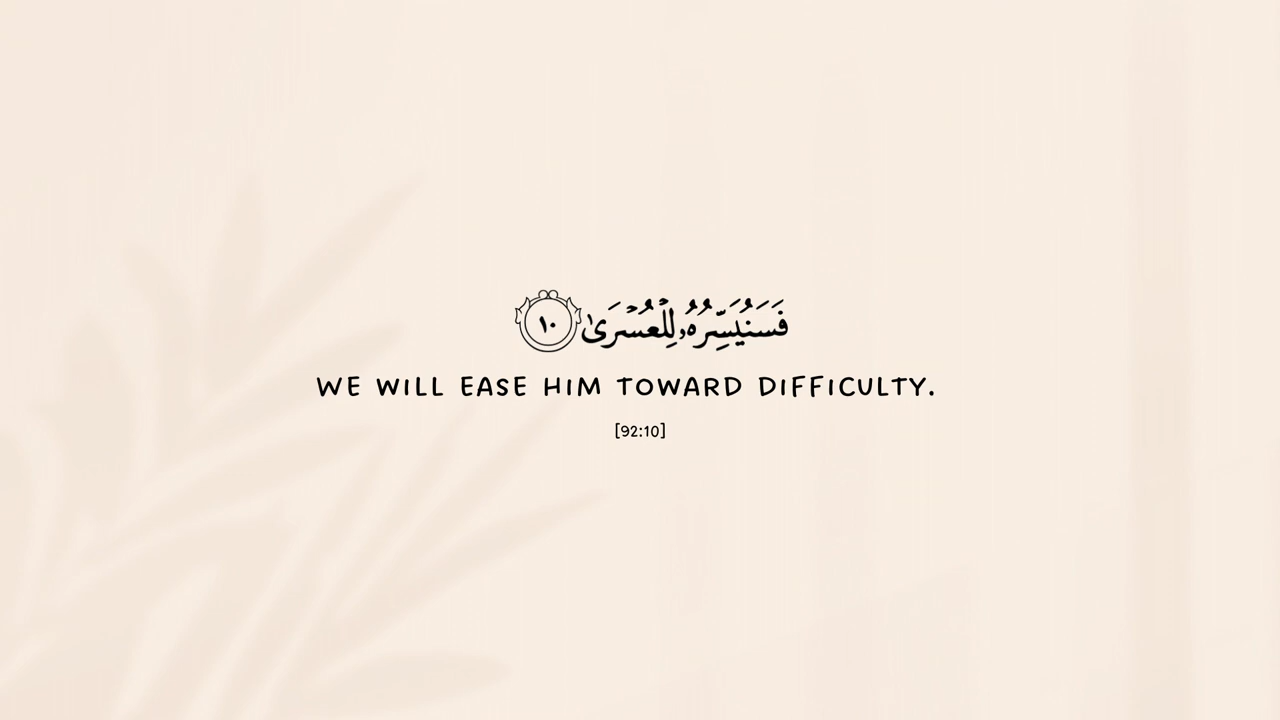 فَسَنُيَسِّرُهُۥ لِلْعُسْرَىٰ ١٠
WE WILL EASE HIM TOWARD DIFFICULTY.
[92:10]